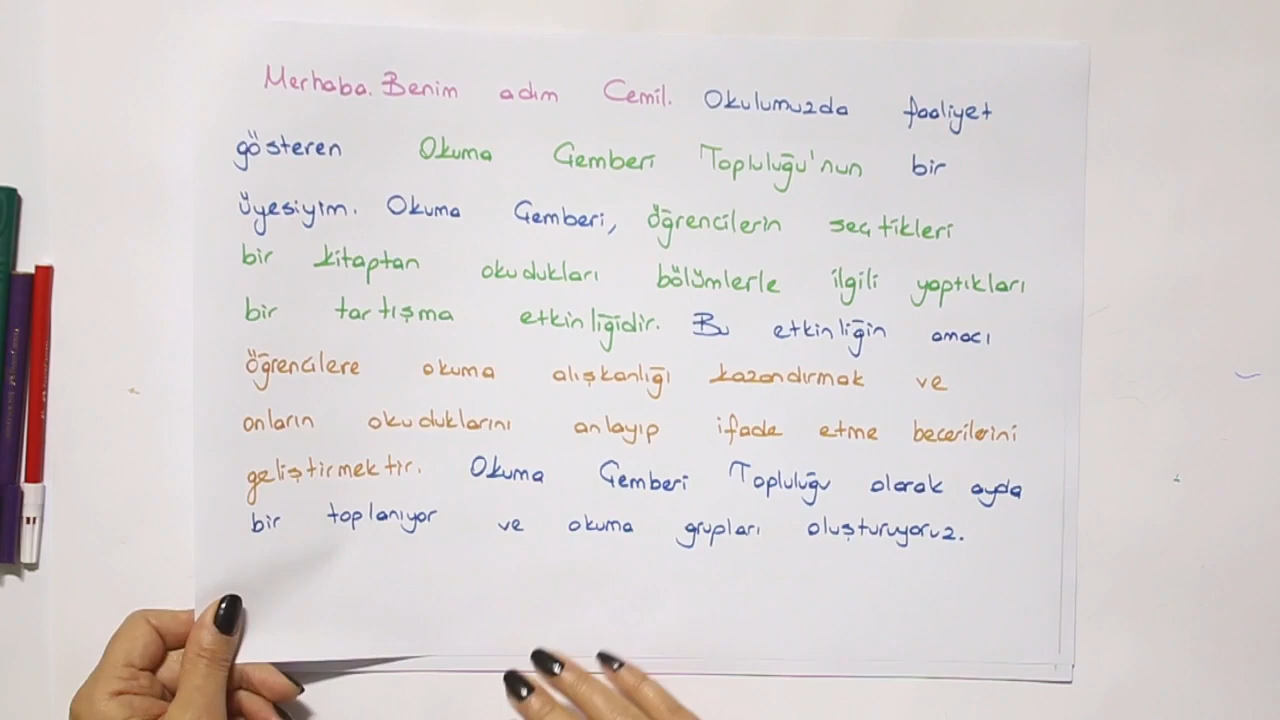 Merhaba. Benim adım Cemil. Okulumuzda faaliyet
gösteren Okuma Çemberi Topluluğu'nun bir
üyesiyim. Okuma Çemberi, öğrencilerin seçtikleri
bir kitaptan okudukları bölümlerle ilgili yaptıkları
bir tartışma etkinliğidir. Bu etkinliğin amacı
öğrencilere okuma alışkanlığı kazandırmak ve
onların okuduklarını anlayıp ifade etme becerilerini
geliştirmektir. Okuma Çemberi Topluluğu olarak ayda
bir toplanıyor ve okuma grupları oluşturuyoruz.